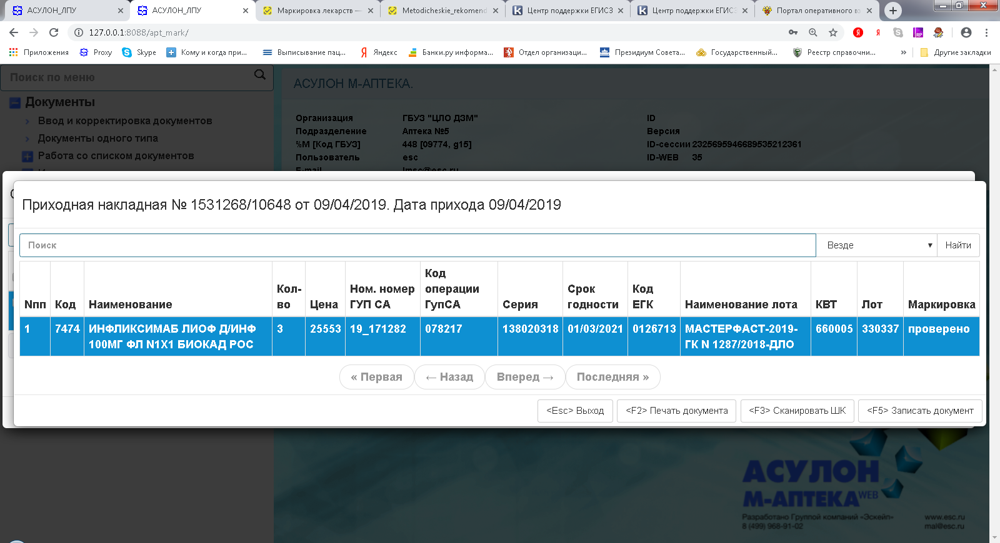 АСУЛОН_ЛПУ
АСУЛОН_ЛПУ
Маркировка лекарств —
Metodicheskie_rekomend
Центр поддержки ЕГИСЗ
Центр поддержки ЕГИСЗ
Портал оперативного вз
127.0.0.1:8088/apt_mark/
Приложения
Proxy
Skype
Кому и когда при...
Выписывание пац...
Яндекс
Банки.ру информа...
Отдел организаци...
Президиум Совета...
Государственный...
Реестр справочни...
»
Другие закладки
Поиск по меню
АСУЛОН М-АПТЕКА.
Документы
Ввод и корректировка документов
Документы одного типа
Работа со списком документов
Организация ГБУЗ "ЦЛО ДЗМ" ID
Подразделение Аптека №5 Версия
%М [Код ГБУЗ] 448 [09774, g15] ID-сессии 2325695946689535212361
Пользователь esc ID-WEB 35
E-mail lmsc@esc.ru
Приходная накладная № 1531268/10648 от 09/04/2019. Дата прихода 09/04/2019
Поиск
Везде
Найти
Nпп Код Наименование Кол-во Цена Ном. номер ГУП СА Код операции ГупСА Серия Срок годности Код ЕГК Наименование лота КВТ Лот Маркировка
1 7474 ИНФЛИКСИМАБ ЛИОФ Д/ИНФ 3 25553 19_171282 078217 138020318 01/03/2021 0126713 МАСТЕРФАСТ-2019- 660005 330337 проверено
100МГ ФЛ N1X1 БИОКАД РОС ГК N 1287/2018-ДЛО
« Первая ← Назад Вперед → Последняя »
<Esc> Выход <F2> Печать документа <F3> Сканировать ШК <F5> Записать документ
АСУЛОН
М-АПТЕКА WEB
Разработано Группой компаний «Эскейп» www.esc.ru
8 (499) 968-91-02 mal@esc.ru